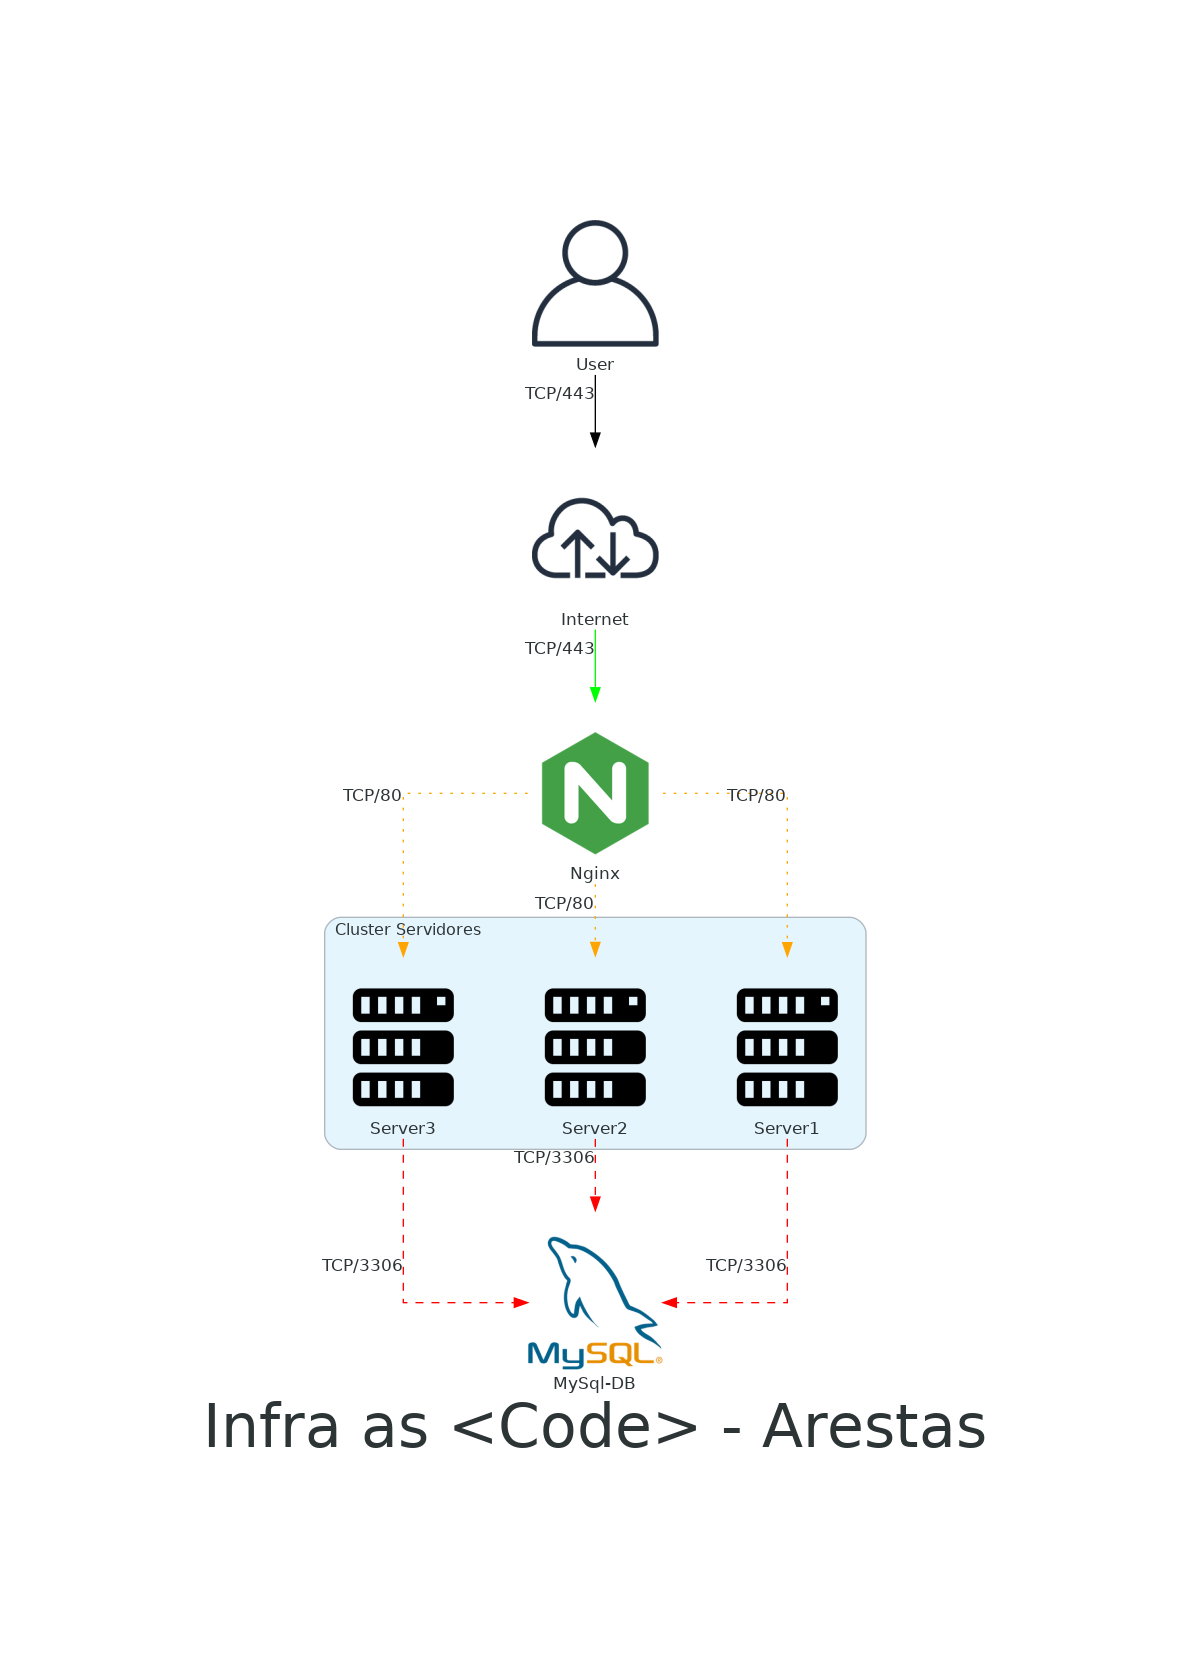 User
TCP/443
Internet
TCP/443
TCP/80
TCP/80
Nginx
TCP/80
Cluster Servidores
Server3
Server2
Server1
TCP/3306
TCP/3306
TCP/3306
MySQL®
MySql-DB
Infra as <Code> - Arestas